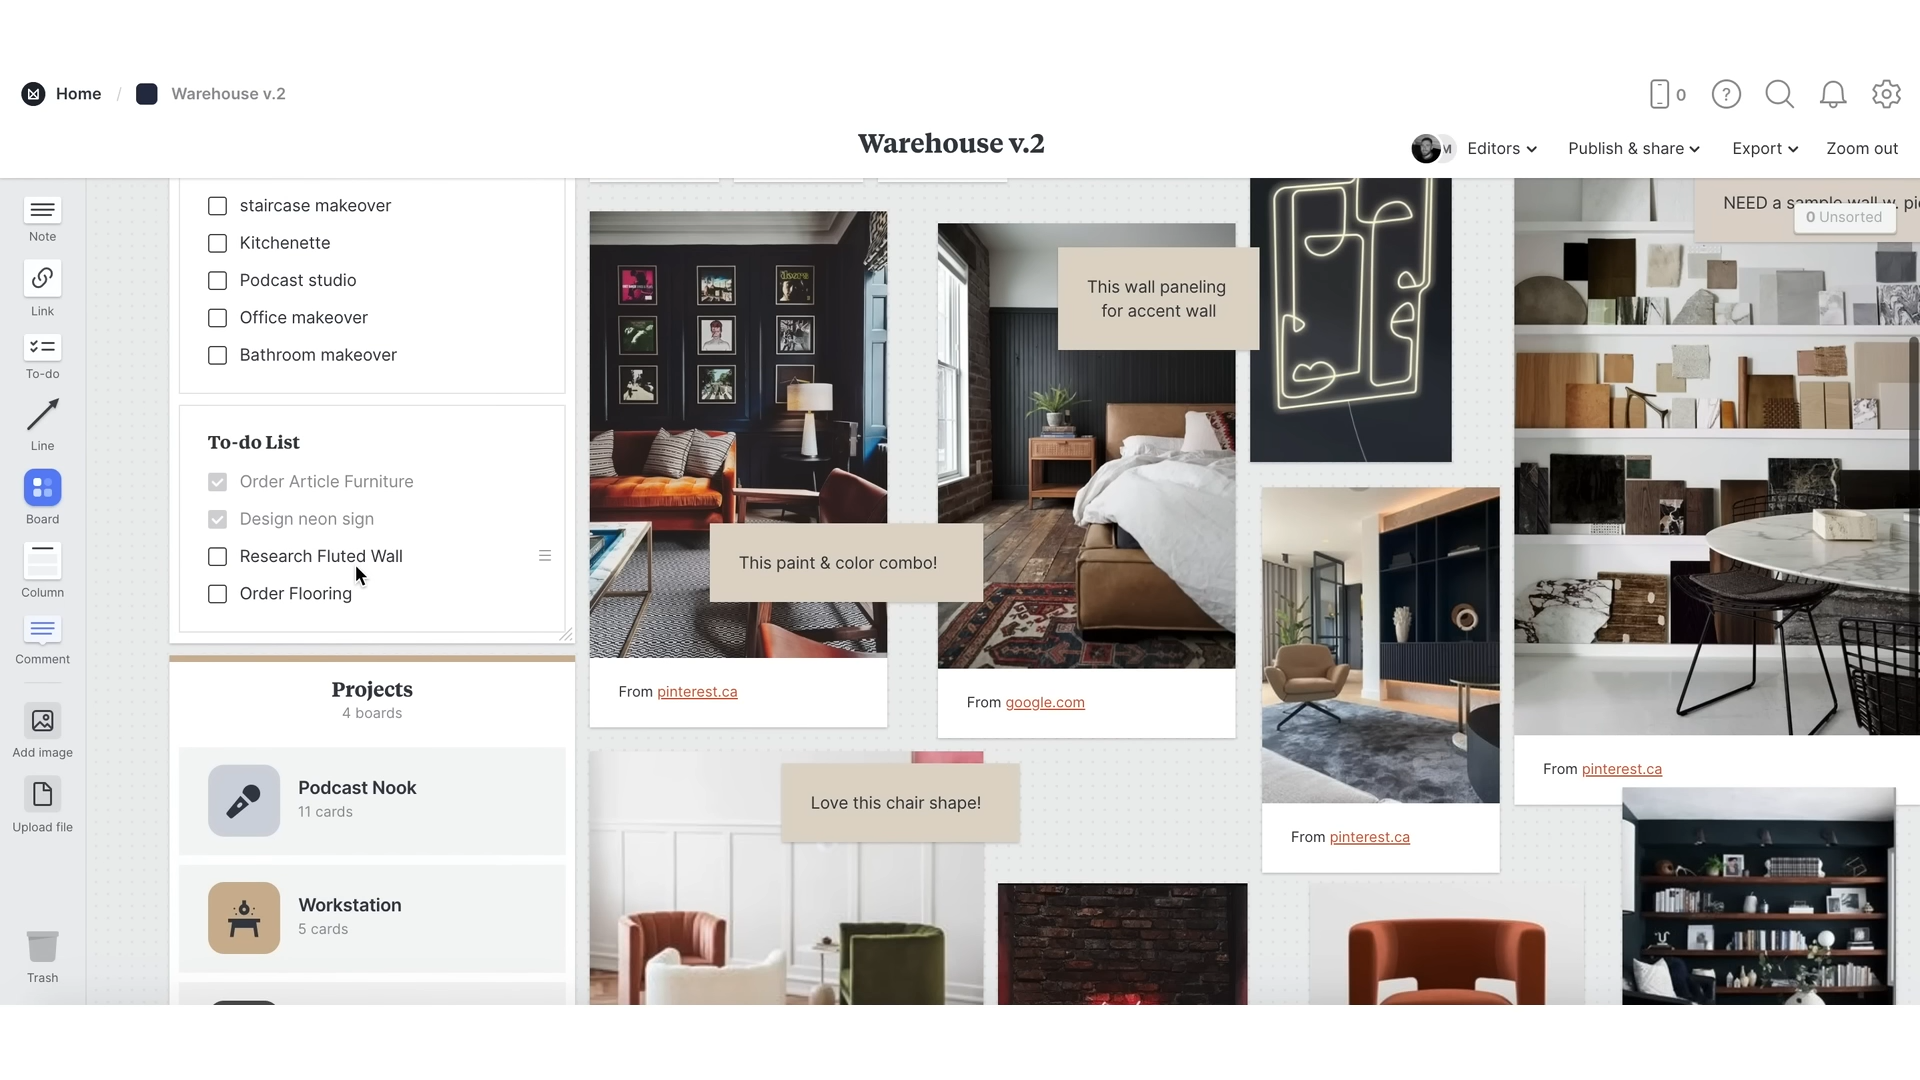 Home / Warehouse v.2
0
Warehouse v.2
M
Editors
Publish & share
Export
Zoom out
Note
Link
To-do
Line
Board
Column
Comment
Add image
Upload file
Trash
staircase makeover
Kitchenette
Podcast studio
Office makeover
Bathroom makeover
To-do List
Order Article Furniture
Design neon sign
Research Fluted Wall
Order Flooring
Projects
4 boards
Podcast Nook
11 cards
Workstation
5 cards
This paint & color combo!
From pinterest.ca
This wall paneling
for accent wall
From google.com
Love this chair shape!
From pinterest.ca
NEED a sample wall w.
0 Unsorted
From pinterest.ca